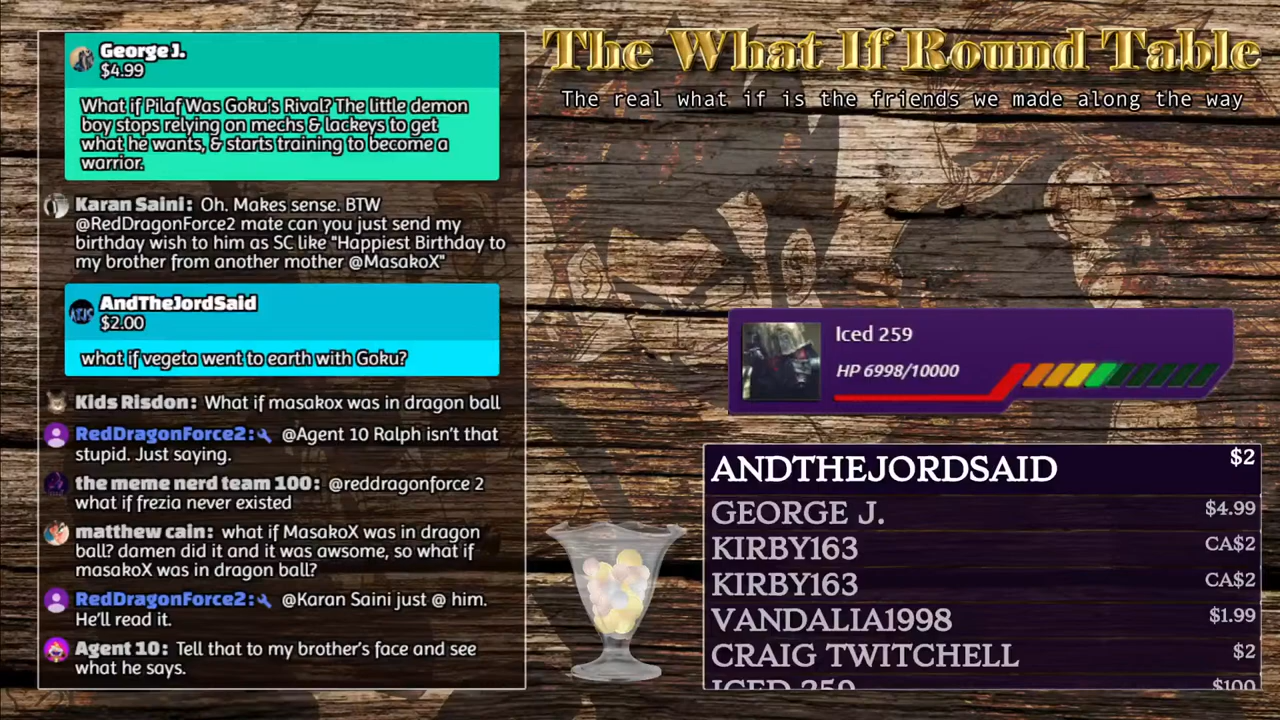 George J.
$4.99
What if Pilaf Was Goku's Rival? The little demon
boy stops relying on mechs & lackeys to get
what he wants, & starts training to become a
warrior.
Karan Saini: Oh. Makes sense. BTW
@RedDragonForce2 mate can you just send my
birthday wish to him as SC like "Happiest Birthday to
my brother from another mother @MasakoX"
AndTheJordSaid
$2.00
what if vegeta went to earth with Goku?
Kids Risdon: What if masakox was in dragon ball
RedDragonForce2: @Agent 10 Ralph isn't that
stupid. Just saying.
the meme nerd team 100: @reddragonforce 2
what if frezia never existed
matthew cain: what if MasakoX was in dragon
ball? damen did it and it was awsome, so what if
masakoX was in dragon ball?
RedDragonForce2: @Karan Saini just @ him.
He'll read it.
Agent 10: Tell that to my brother's face and see
what he says.
The What If Round Table
The real what if is the friends we made along the way
Iced 259
HP 6998/10000
ANDTHEJORDSAID $2
GEORGE J. $4.99
KIRBY163 CA$2
KIRBY163 CA$2
VANDALIA1998 $1.99
CRAIG TWITCHELL $2
ICED 259 $100